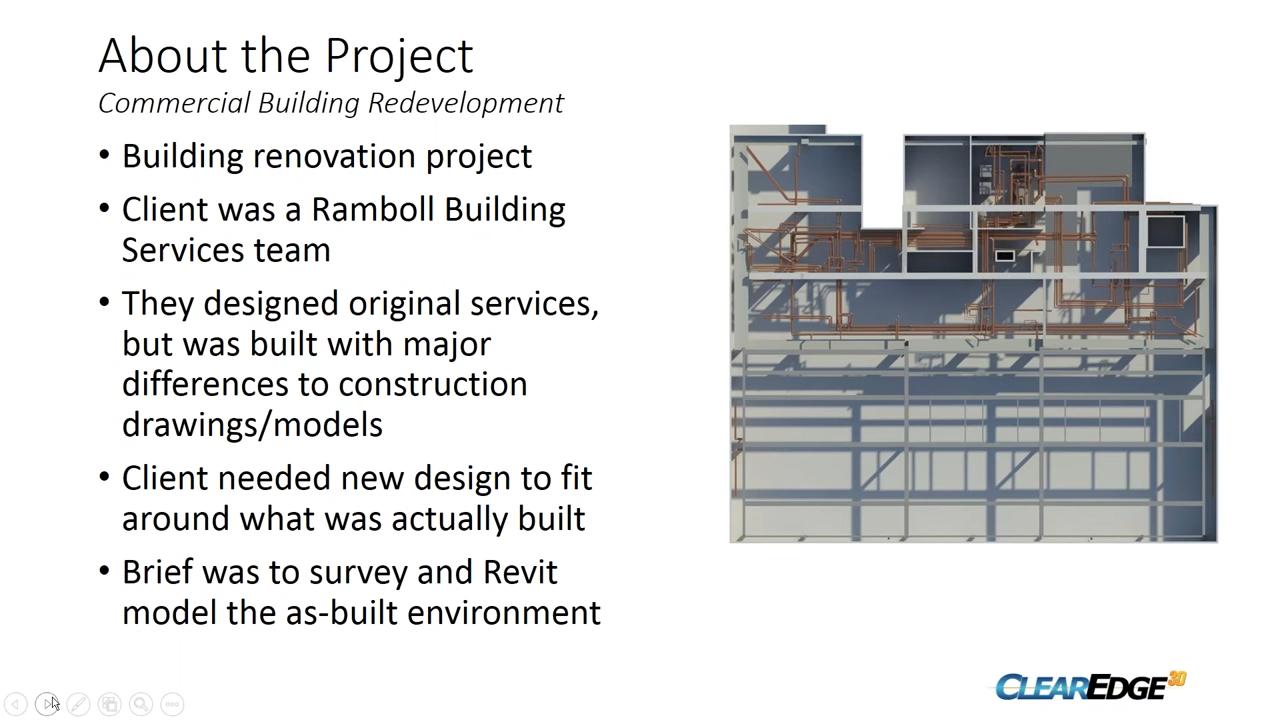 About the Project
Commercial Building Redevelopment
• Building renovation project
• Client was a Ramboll Building
Services team
• They designed original services,
but was built with major
differences to construction
drawings/models
• Client needed new design to fit
around what was actually built
• Brief was to survey and Revit
model the as-built environment
CLEAREDGE 3D